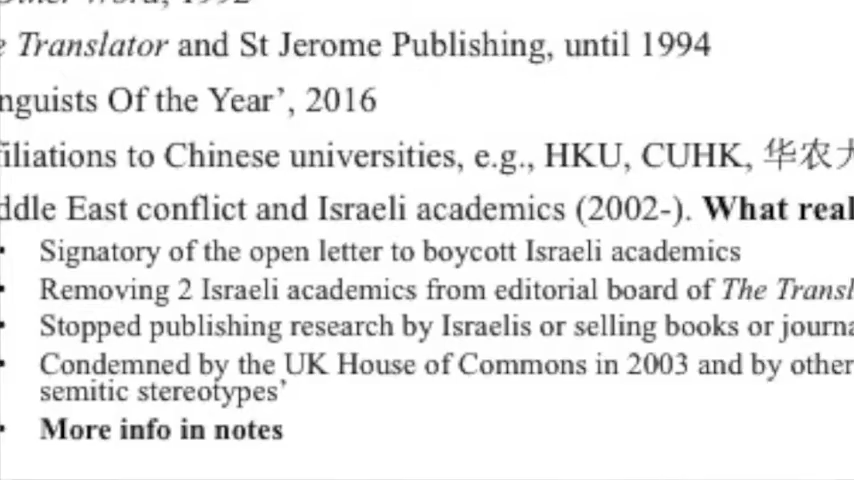 Other Word, 1992
e Translator and St Jerome Publishing, until 1994
nguists Of the Year’, 2016
filiations to Chinese universities, e.g., HKU, CUHK, 华农大
ddle East conflict and Israeli academics (2002-). What real
• Signatory of the open letter to boycott Israeli academics
• Removing 2 Israeli academics from editorial board of The Transl
• Stopped publishing research by Israelis or selling books or journa
• Condemned by the UK House of Commons in 2003 and by other
semitic stereotypes’
• More info in notes